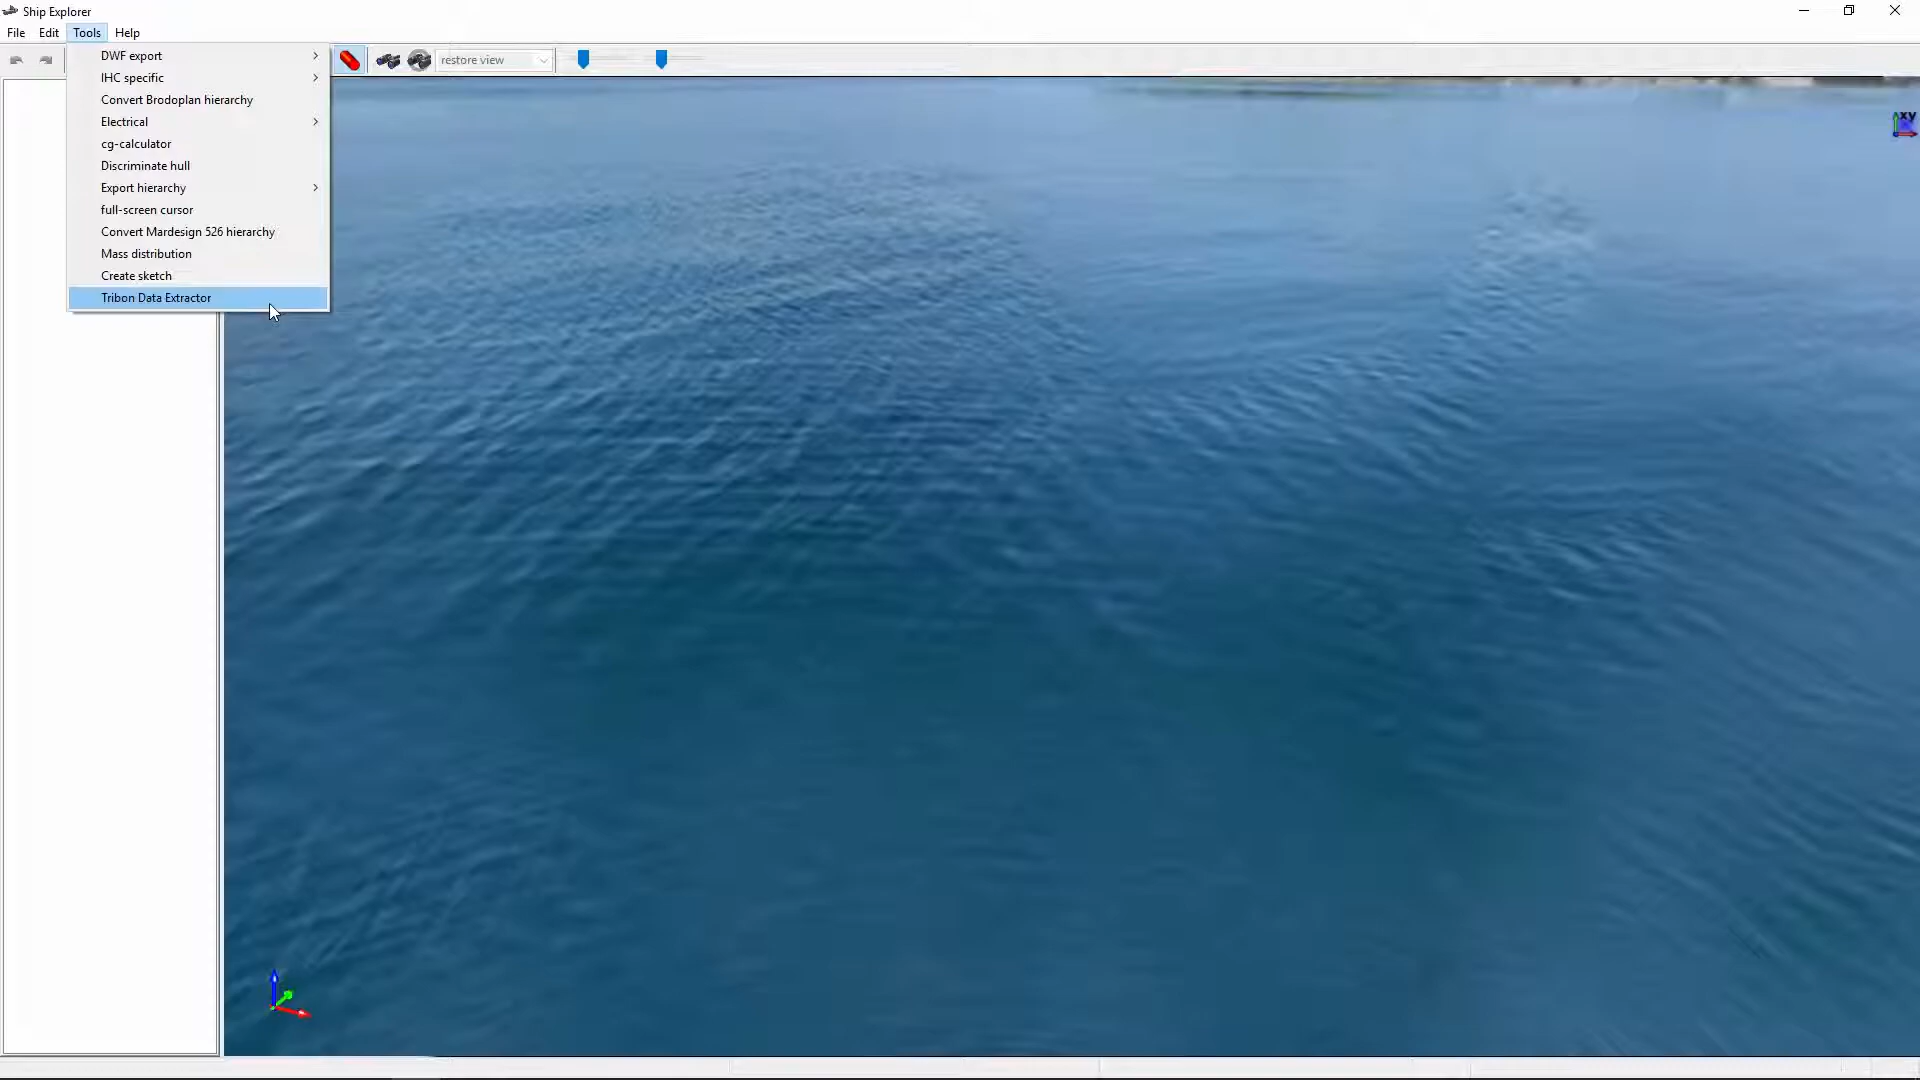 Ship Explorer
File Edit Tools Help
restore view
DWF export
IHC specific
Convert Brodoplan hierarchy
Electrical
cg-calculator
Discriminate hull
Export hierarchy
full-screen cursor
Convert Mardesign 526 hierarchy
Mass distribution
Create sketch
Tribon Data Extractor
xy